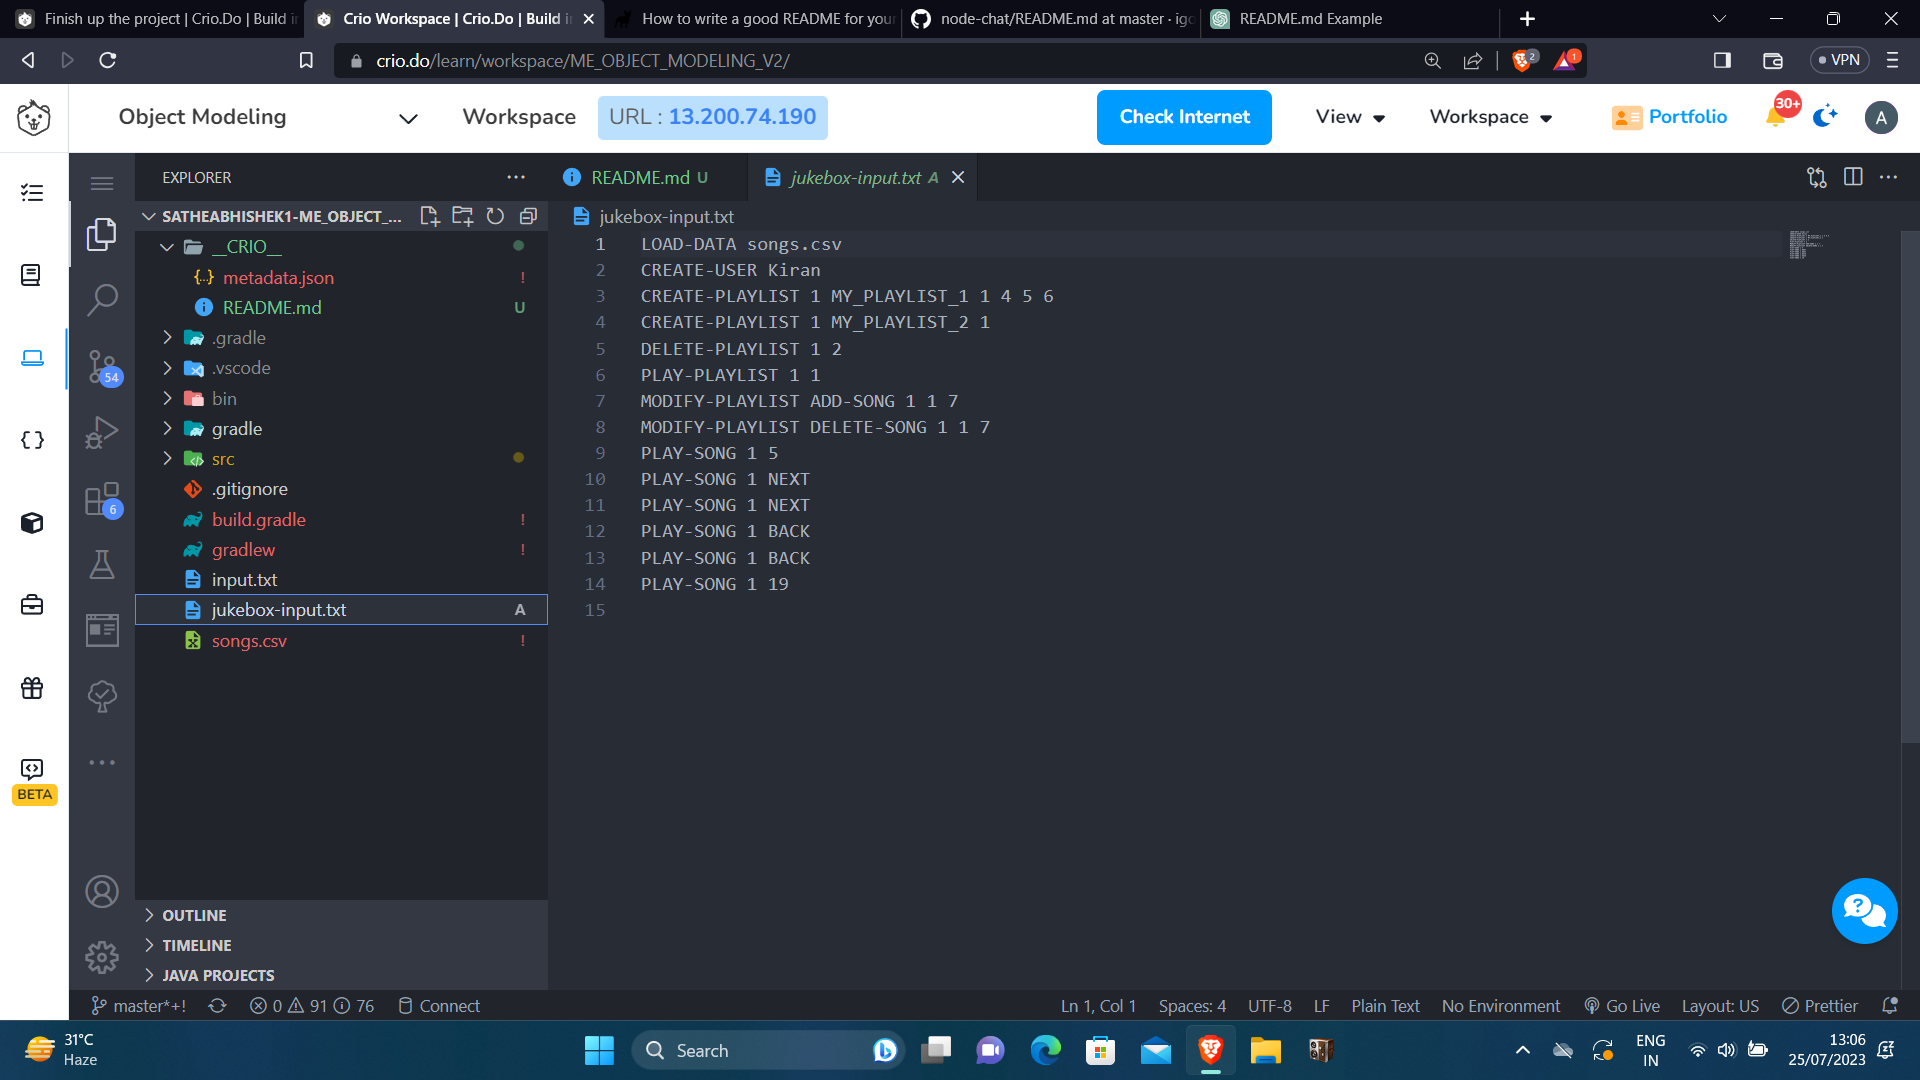 Finish up the project | Crio.Do | Build in
Crio Workspace | Crio.Do | Build in
How to write a good README for your
node-chat/README.md at master · igo
README.md Example
crio.do/learn/workspace/ME_OBJECT_MODELING_V2/
2
1
VPN
Object Modeling
Workspace
URL : 13.200.74.190
Check Internet
View
Workspace
Portfolio
30+
A
EXPLORER
README.md U
jukebox-input.txt A
SATHEABHISHEK1-ME_OBJECT_...
jukebox-input.txt
__CRIO__
metadata.json !
README.md U
.gradle
.vscode
bin
gradle
src
.gitignore
build.gradle !
gradlew !
input.txt
jukebox-input.txt A
songs.csv !
54
6
BETA
1 LOAD-DATA songs.csv
2 CREATE-USER Kiran
3 CREATE-PLAYLIST 1 MY_PLAYLIST_1 1 4 5 6
4 CREATE-PLAYLIST 1 MY_PLAYLIST_2 1
5 DELETE-PLAYLIST 1 2
6 PLAY-PLAYLIST 1 1
7 MODIFY-PLAYLIST ADD-SONG 1 1 7
8 MODIFY-PLAYLIST DELETE-SONG 1 1 7
9 PLAY-SONG 1 5
10 PLAY-SONG 1 NEXT
11 PLAY-SONG 1 NEXT
12 PLAY-SONG 1 BACK
13 PLAY-SONG 1 BACK
14 PLAY-SONG 1 19
15
OUTLINE
TIMELINE
JAVA PROJECTS
master*+!
0 91 76
Connect
Ln 1, Col 1
Spaces: 4
UTF-8
LF
Plain Text
No Environment
Go Live
Layout: US
Prettier
31°C
Haze
Search
ENG
IN
13:06
25/07/2023